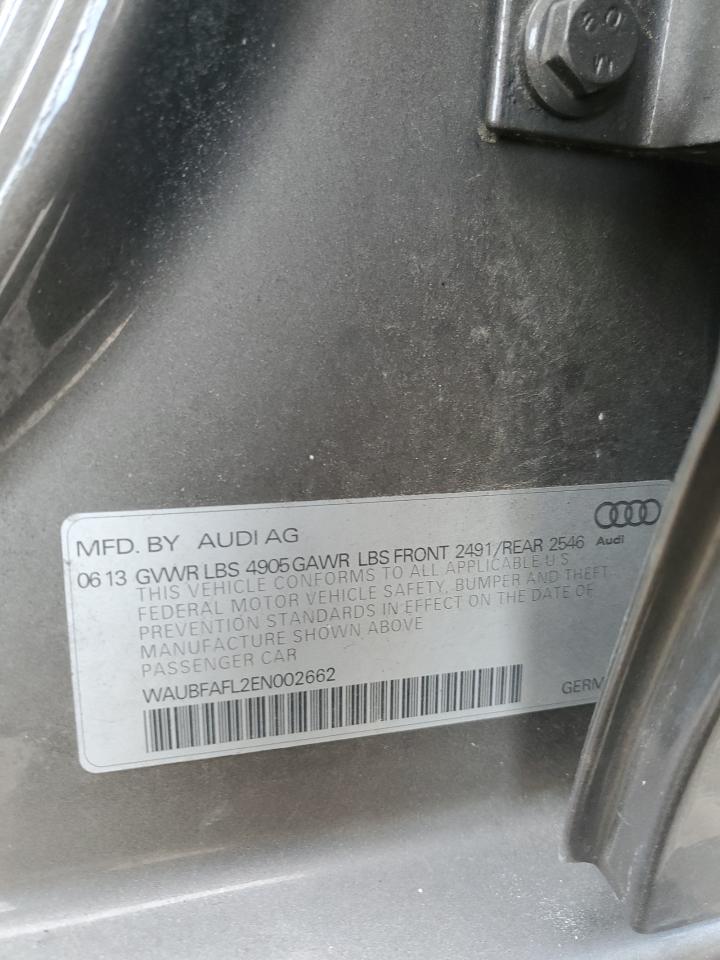 80
MFD. BY AUDI AG
Audi
06 13 GVWR LBS 4905 GAWR LBS FRONT 2491/REAR 2546
THIS VEHICLE CONFORMS TO ALL APPLICABLE U.S.
FEDERAL MOTOR VEHICLE SAFETY, BUMPER AND THEFT
PREVENTION STANDARDS IN EFFECT ON THE DATE OF
MANUFACTURE SHOWN ABOVE
PASSENGER CAR
WAUBFAFL2EN002662
GERM